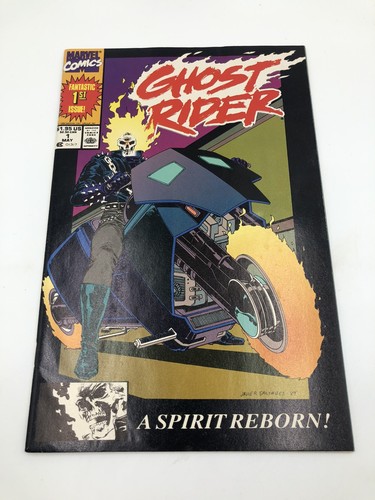 MARVEL
COMICS
FANTASTIC
1ST
ISSUE!
GHOST
RIDER
$1.95 US
1
MAY
A SPIRIT REBORN!